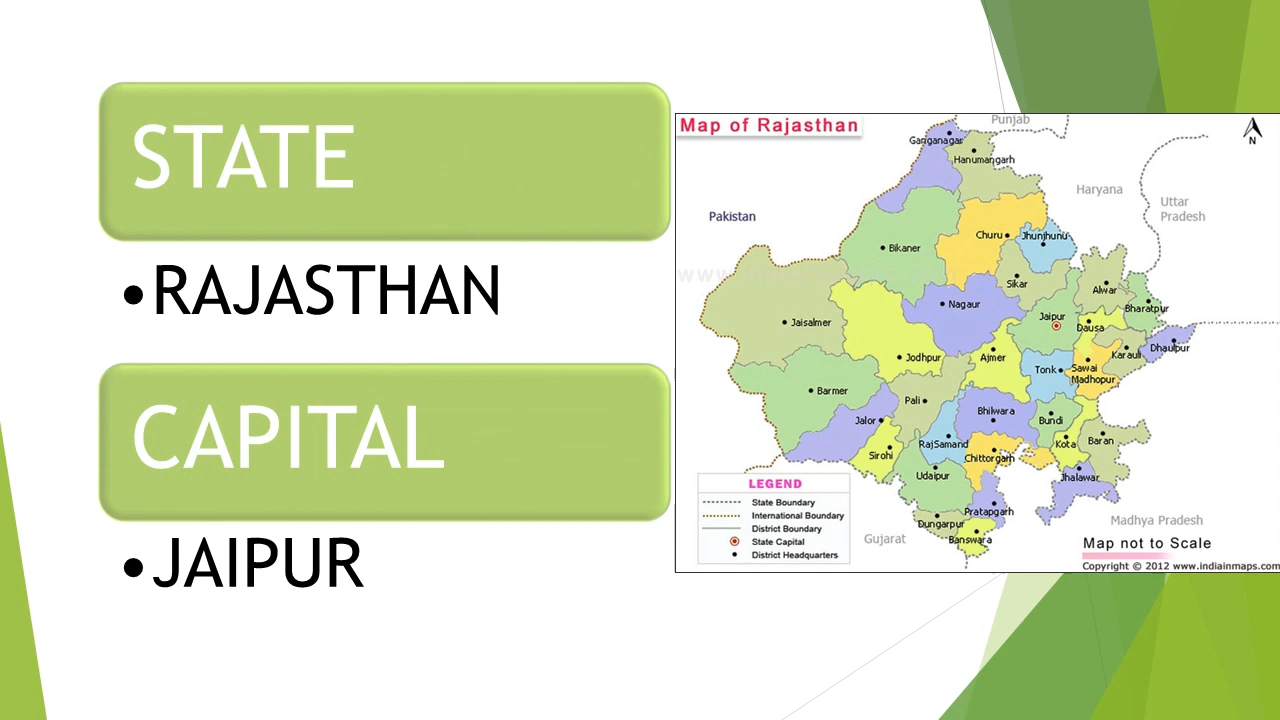 STATE
•RAJASTHAN
CAPITAL
•JAIPUR
Map of Rajasthan
Punjab
N
Ganganagar
Hanumangarh
Haryana
Uttar
Pradesh
Pakistan
Churu
Jhunjhunu
Bikaner
Sikar
Alwar
Nagaur
Bharatpur
Jaipur
Jaisalmer
Dausa
Dhaulpur
Jodhpur
Ajmer
Karauli
Tonk
Sawai
Madhopur
Barmer
Pali
Bhilwara
Jalor
Bundi
RajSamand
Kota
Baran
Sirohi
Chittorgarh
Udaipur
Jhalawar
LEGEND
State Boundary
International Boundary
District Boundary
State Capital
District Headquarters
Pratapgarh
Dungarpur
Banswara
Gujarat
Madhya Pradesh
Map not to Scale
Copyright © 2012 www.indiainmaps.com